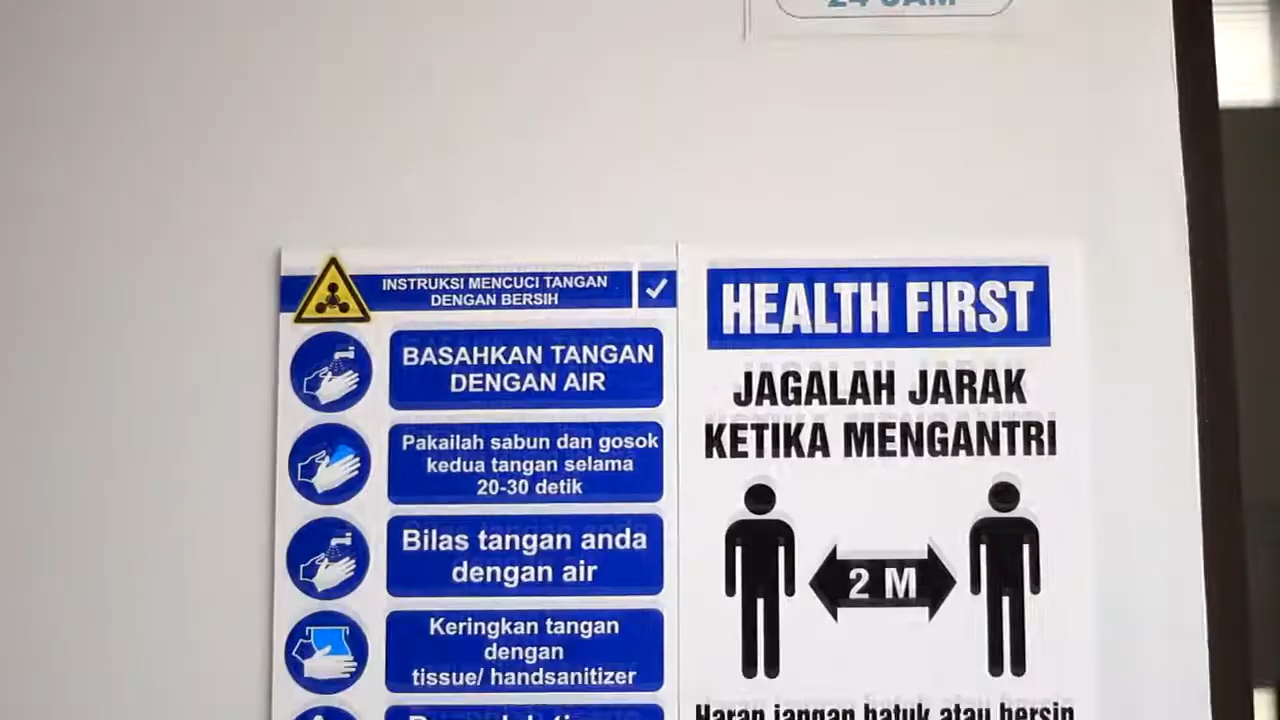 24 JAM
INSTRUKSI MENCUCI TANGAN
DENGAN BERSIH
BASAHKAN TANGAN
DENGAN AIR
Pakailah sabun dan gosok
kedua tangan selama
20-30 detik
Bilas tangan anda
dengan air
Keringkan tangan
dengan
tissue/ handsanitizer
HEALTH FIRST
JAGALAH JARAK
KETIKA MENGANTRI
2 M
Harap jangan batuk atau bersin